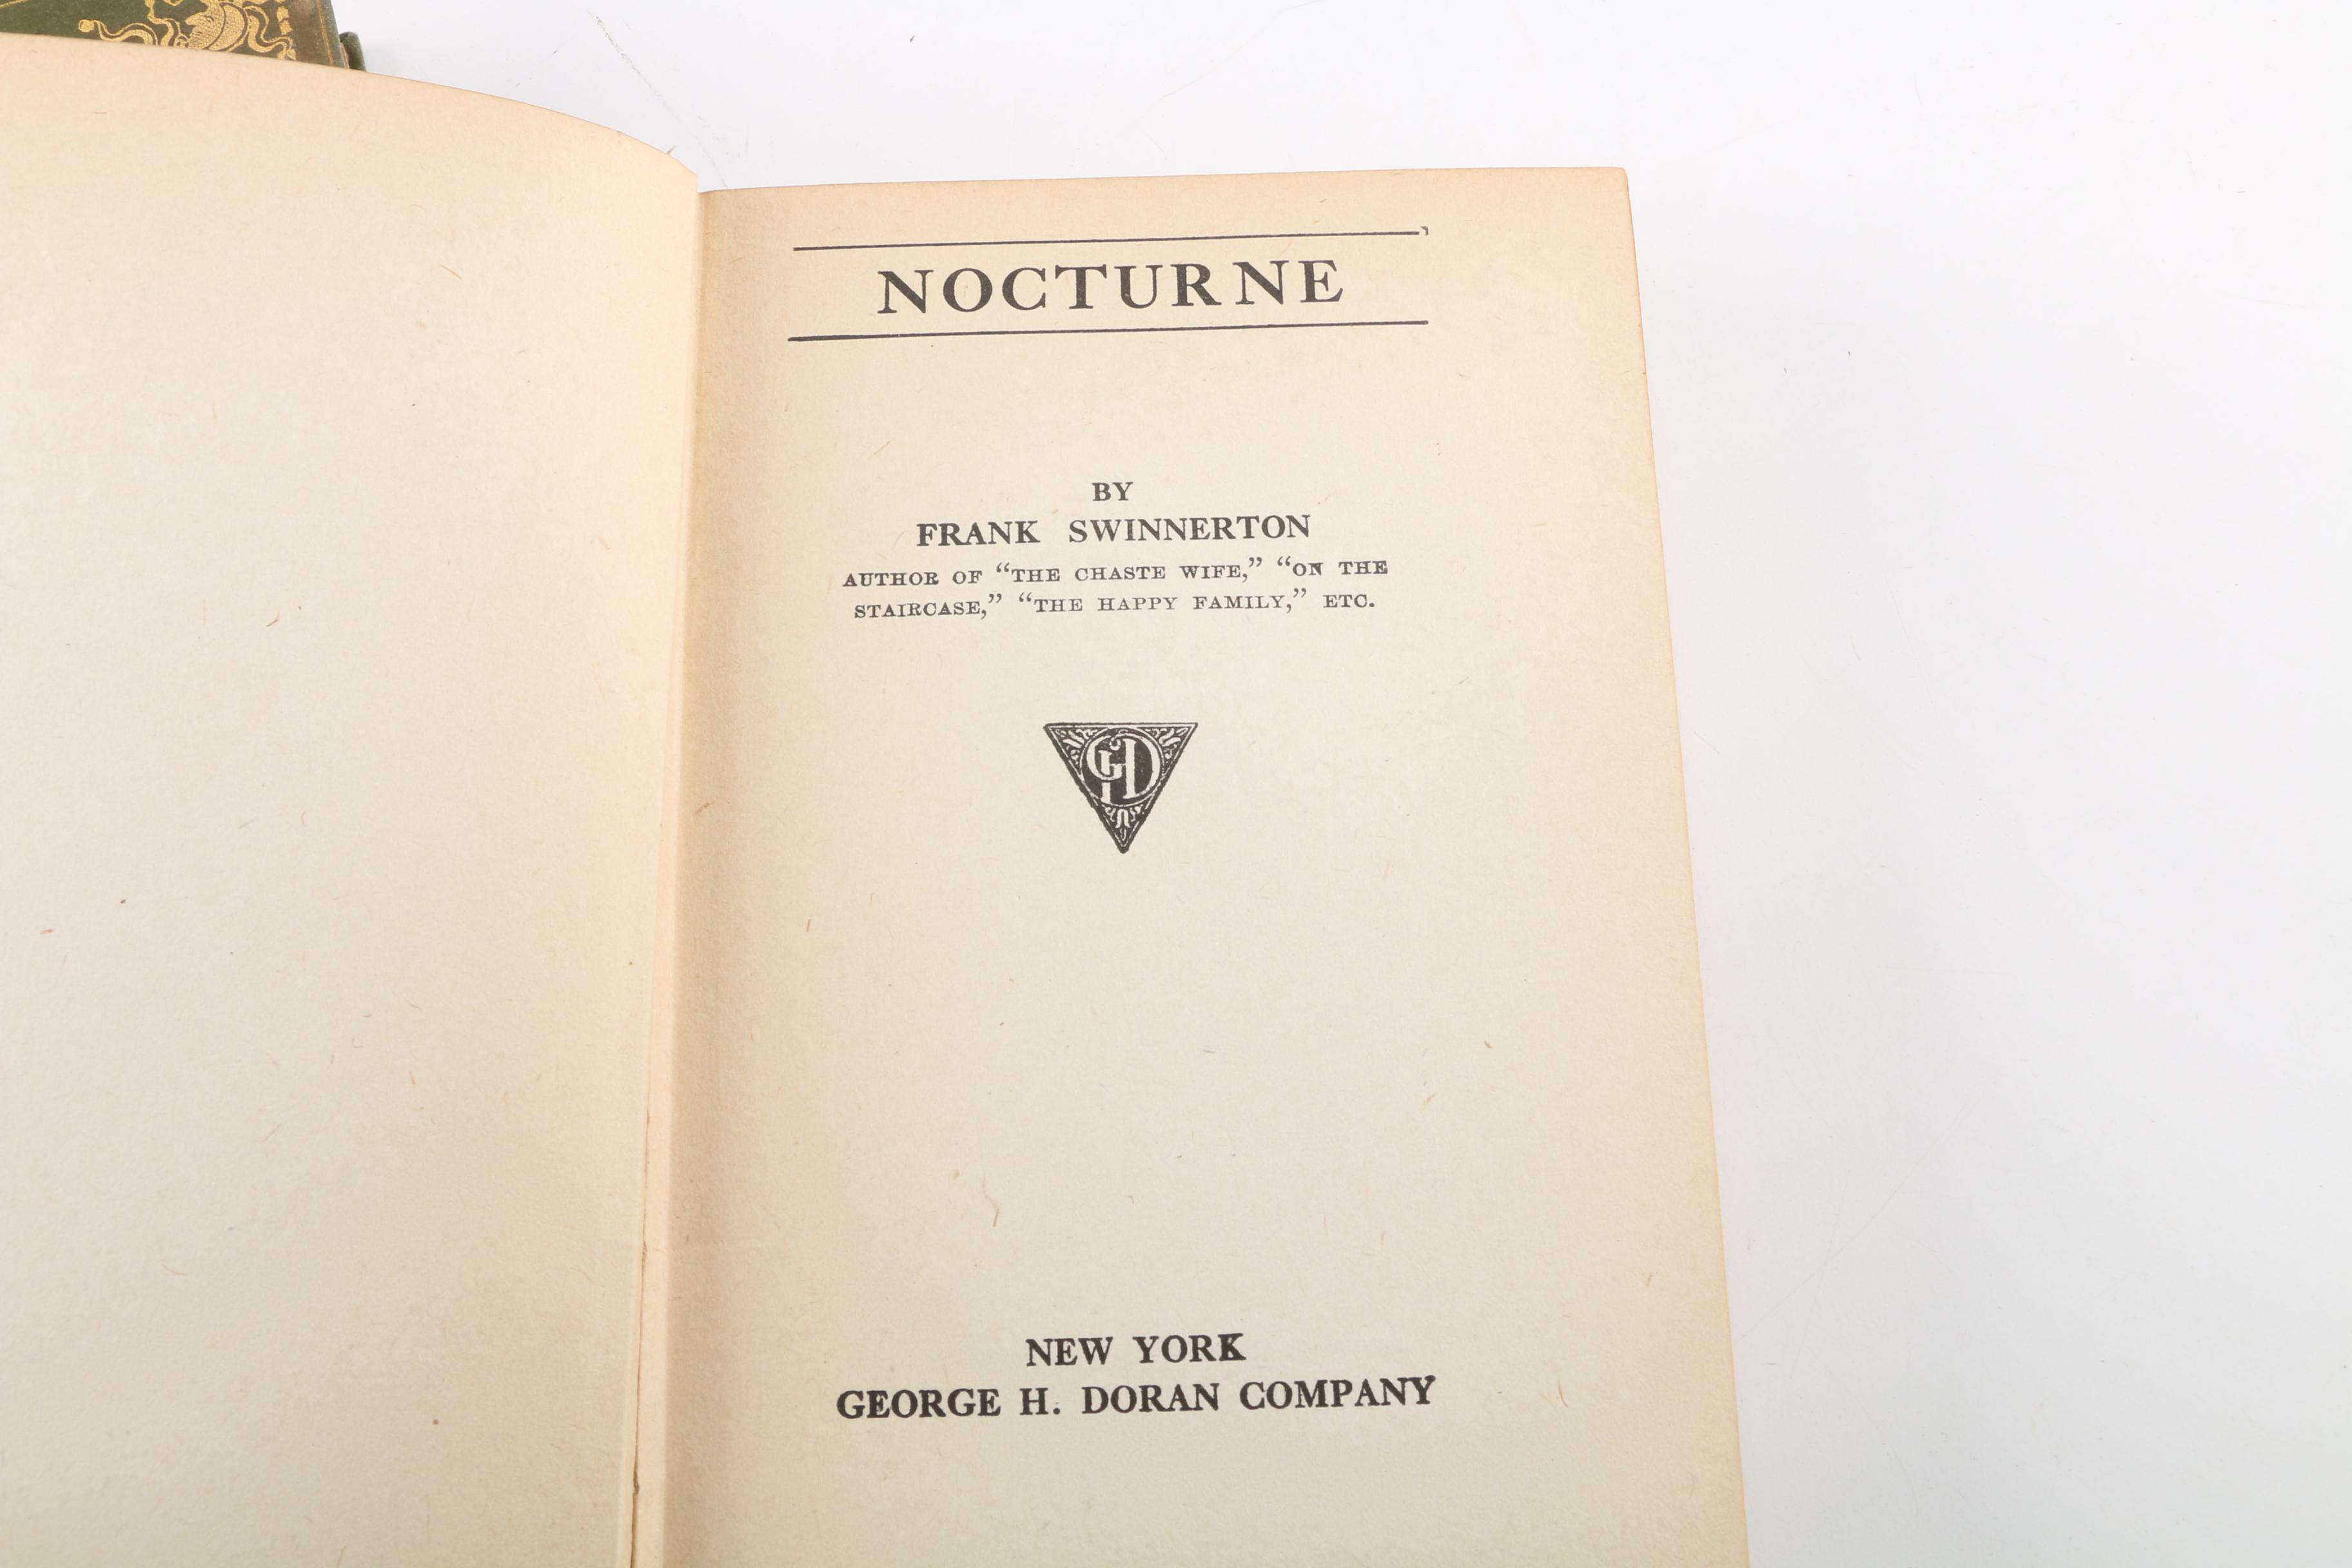 NOCTURNE
BY
FRANK SWINNERTON
AUTHOR OF “THE CHASTE WIFE,” “ON THE
STAIRCASE,” “THE HAPPY FAMILY,” ETC.
GHD
NEW YORK
GEORGE H. DORAN COMPANY